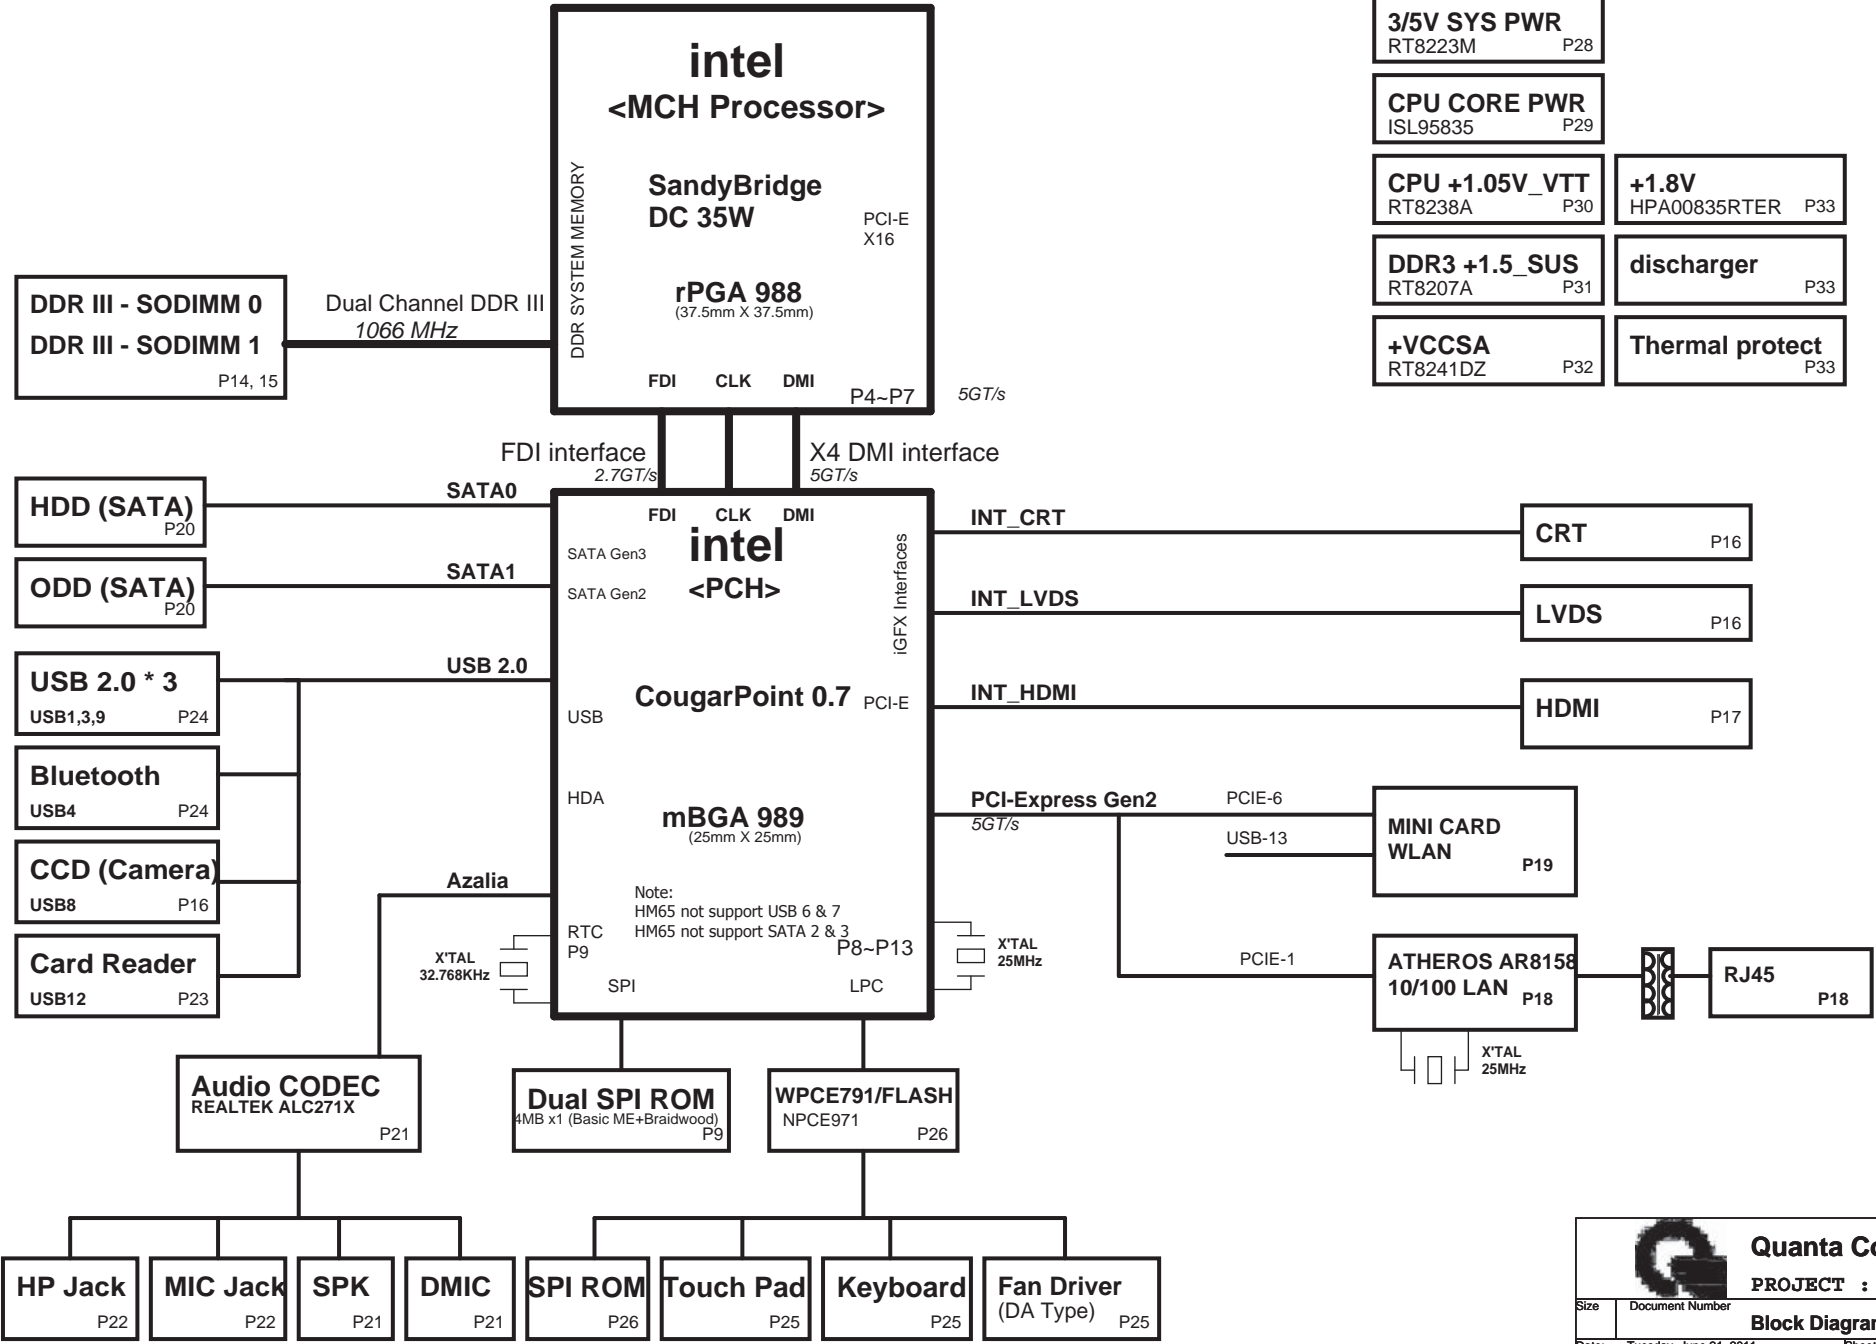 intel
<MCH Processor>
SandyBridge
DC 35W
PCI-E
X16
DDR SYSTEM MEMORY
rPGA 988
(37.5mm X 37.5mm)
FDI CLK DMI
P4~P7
5GT/s
3/5V SYS PWR
RT8223M P28
CPU CORE PWR
ISL95835 P29
CPU +1.05V_VTT
RT8238A P30
+1.8V
HPA00835RTER P33
DDR3 +1.5_SUS
RT8207A P31
discharger
P33
+VCCSA
RT8241DZ P32
Thermal protect
P33
DDR III - SODIMM 0
DDR III - SODIMM 1
P14, 15
Dual Channel DDR III
1066 MHz
FDI interface
2.7GT/s
X4 DMI interface
5GT/s
HDD (SATA)
P20
SATA0
ODD (SATA)
P20
SATA1
USB 2.0 * 3
USB1,3,9 P24
USB 2.0
Bluetooth
USB4 P24
CCD (Camera)
USB8 P16
Card Reader
USB12 P23
Azalia
FDI CLK DMI
intel
<PCH>
SATA Gen3
SATA Gen2
iGFX Interfaces
CougarPoint 0.7
PCI-E
USB
HDA
mBGA 989
(25mm X 25mm)
Note:
HM65 not support USB 6 & 7
HM65 not support SATA 2 & 3
P8~P13
RTC
P9
SPI
LPC
X'TAL
32.768KHz
X'TAL
25MHz
INT_CRT
CRT
P16
INT_LVDS
LVDS
P16
INT_HDMI
HDMI
P17
PCI-Express Gen2
5GT/s
PCIE-6
USB-13
MINI CARD
WLAN
P19
PCIE-1
ATHEROS AR8158
10/100 LAN P18
X'TAL
25MHz
RJ45
P18
Audio CODEC
REALTEK ALC271X
P21
Dual SPI ROM
4MB x1 (Basic ME+Braidwood)
P9
WPCE791/FLASH
NPCE971
P26
HP Jack
P22
MIC Jack
P22
SPK
P21
DMIC
P21
SPI ROM
P26
Touch Pad
P25
Keyboard
P25
Fan Driver
(DA Type) P25
Quanta Co
PROJECT :
Size Document Number
Block Diagram